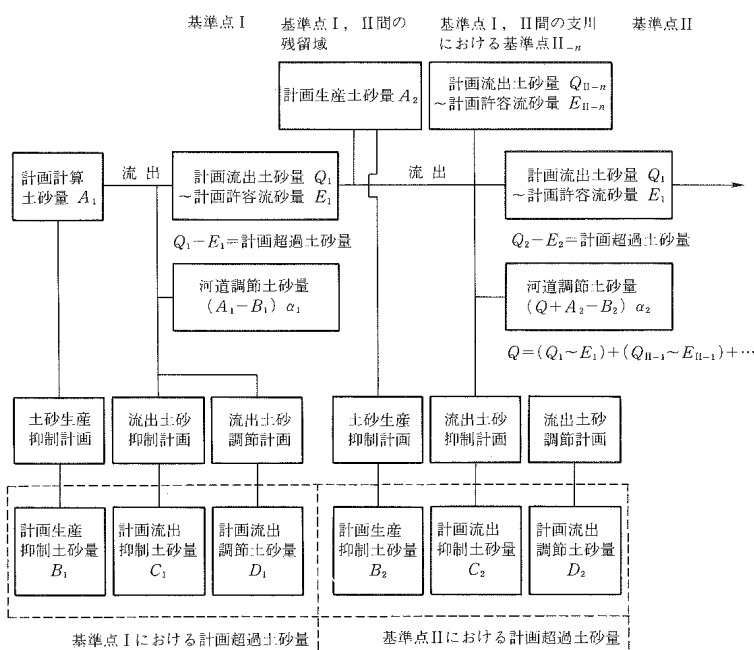 基準点I
基準点I，II間の
残留域
基準点I，II間の支川
における基準点II₋ₙ
基準点II
計画生産土砂量 A₂
計画流出土砂量 Q_II₋ₙ
～計画許容流砂量 E_II₋ₙ
計画計算
土砂量 A₁
流出
計画流出土砂量 Q₁
～計画許容流砂量 E₁
流出
計画流出土砂量 Q₁
～計画許容流砂量 E₁
Q₁－E₁＝計画超過土砂量
Q₂－E₂＝計画超過土砂量
河道調節土砂量
(A₁－B₁) α₁
河道調節土砂量
(Q＋A₂－B₂) α₂
Q＝(Q₁～E₁)＋(Q_II₋₁～E_II₋₁)＋…
土砂生産
抑制計画
流出土砂
抑制計画
流出土砂
調節計画
土砂生産
抑制計画
流出土砂
抑制計画
流出土砂
調節計画
計画生産
抑制土砂量
B₁
計画流出
抑制土砂量
C₁
計画流出
調節土砂量
D₁
計画生産
抑制土砂量
B₂
計画流出
抑制土砂量
C₂
計画流出
調節土砂量
D₂
基準点Iにおける計画超過土砂量
基準点IIにおける計画超過土砂量